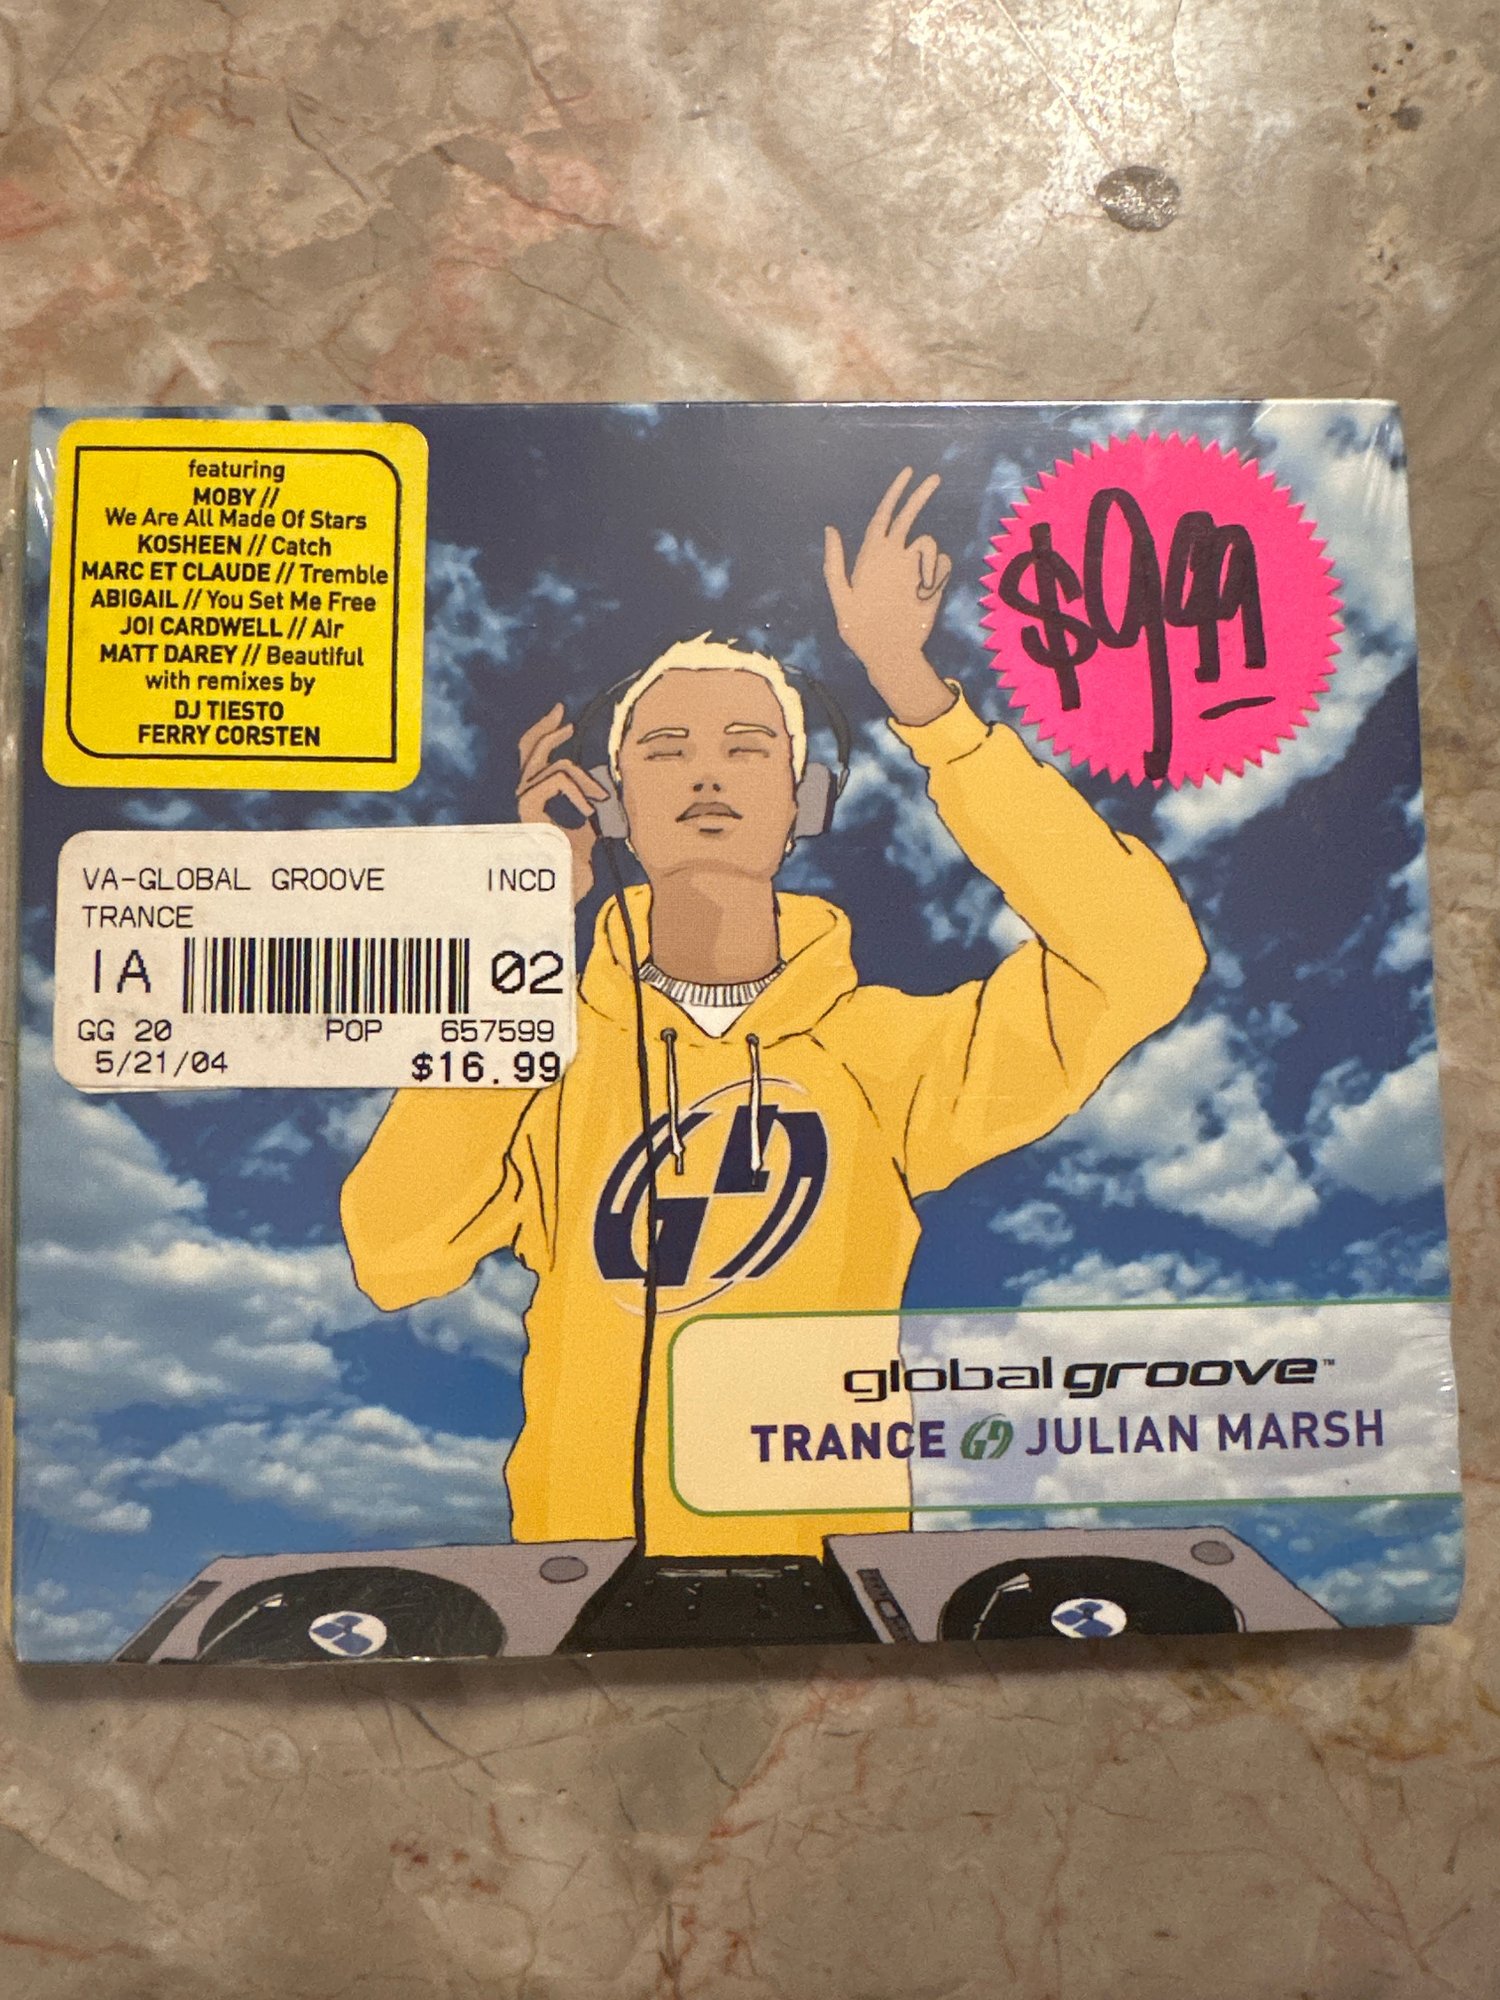 featuring
MOBY //
We Are All Made Of Stars
KOSHEEN // Catch
MARC ET CLAUDE // Tremble
ABIGAIL // You Set Me Free
JOI CARDWELL // Air
MATT DAREY // Beautiful
with remixes by
DJ TIESTO
FERRY CORSTEN
$9.99
VA-GLOBAL GROOVE INCD
TRANCE
IA 02
GG 20 POP 657599
5/21/04 $16.99
G
globalgroove™
TRANCE JULIAN MARSH